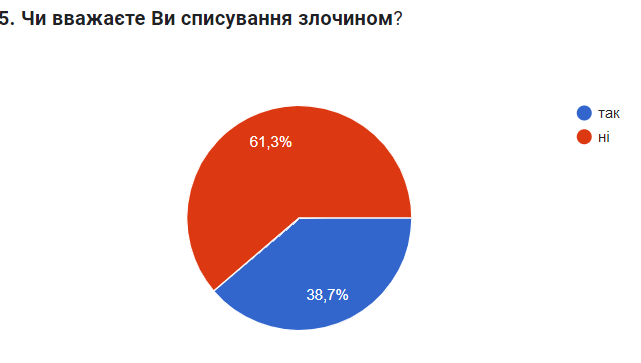 5. Чи вважаєте Ви списування злочином?
так
ні
61,3%
38,7%